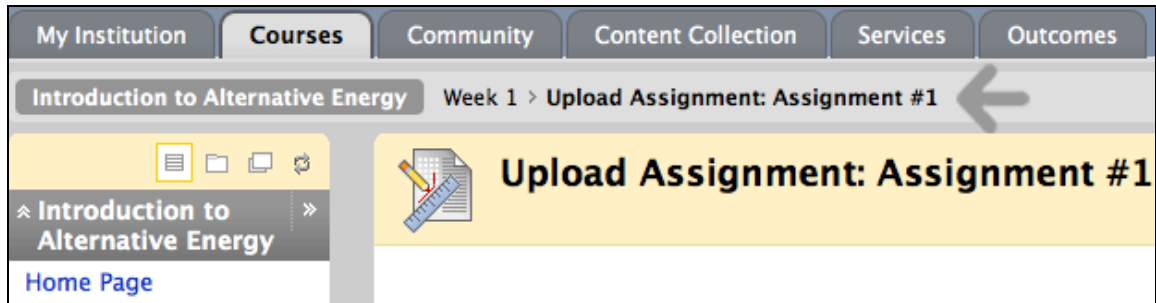 My Institution Courses Community Content Collection Services Outcomes
Introduction to Alternative Energy Week 1 > Upload Assignment: Assignment #1
Upload Assignment: Assignment #1
Introduction to
Alternative Energy
Home Page